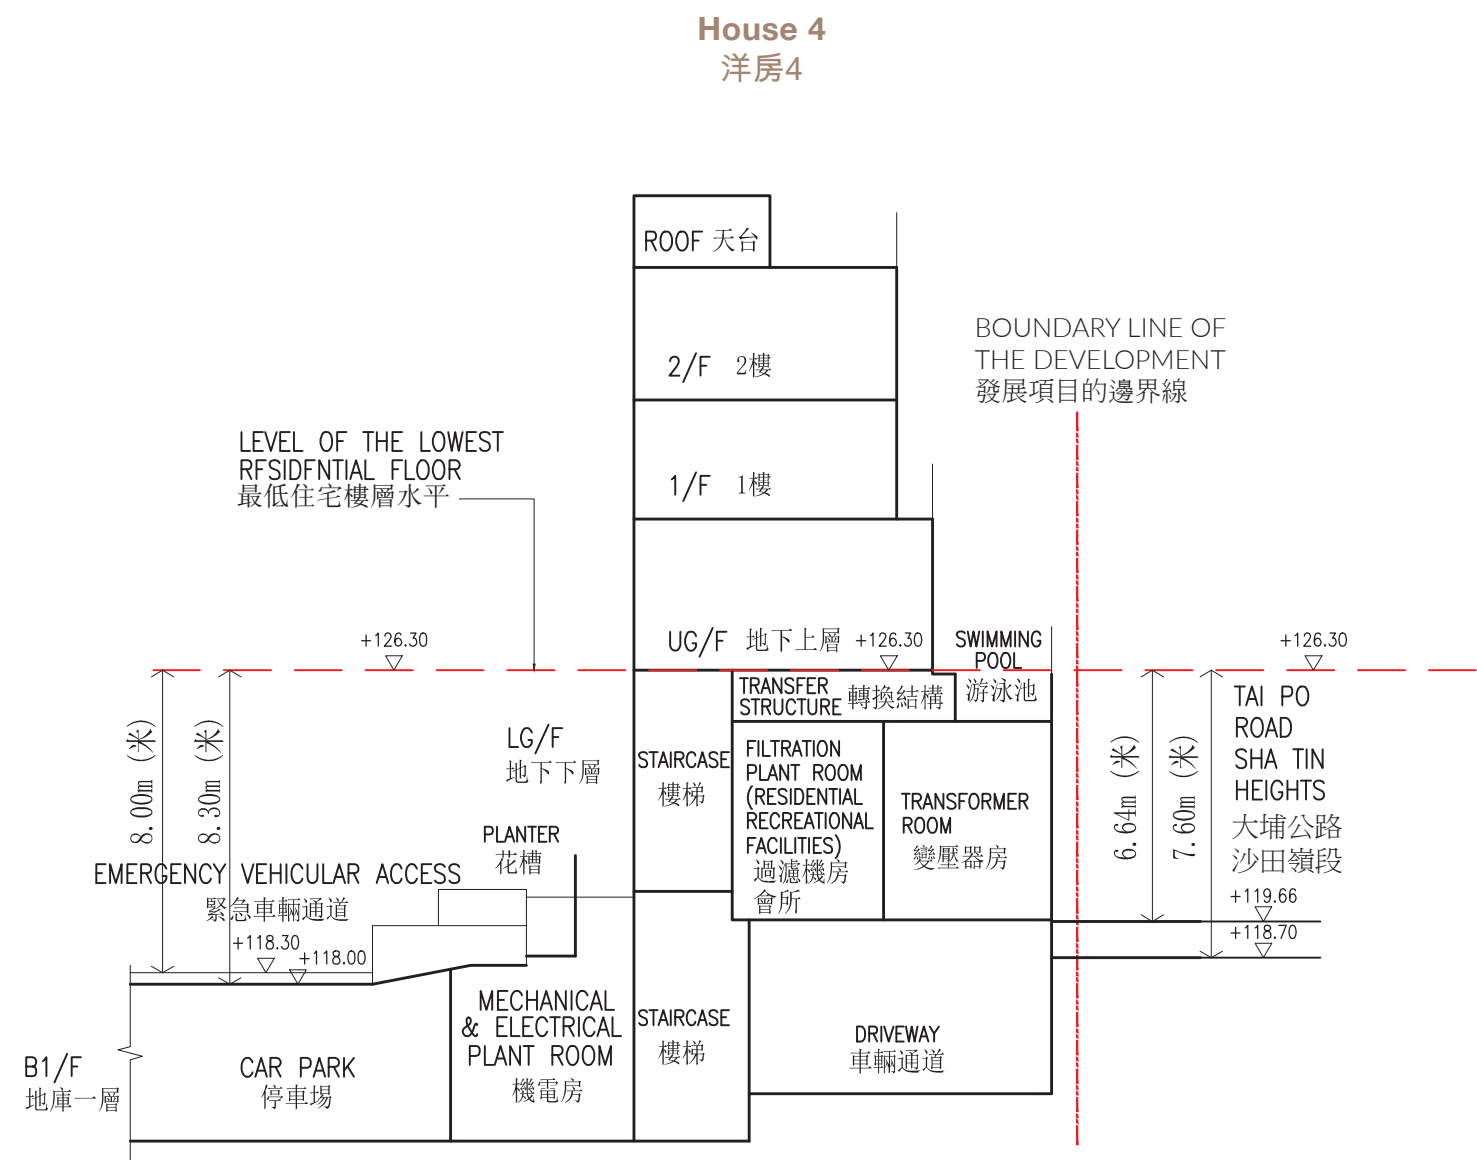 House 4
洋房4
ROOF 天台
2/F 2樓
BOUNDARY LINE OF
THE DEVELOPMENT
發展項目的邊界線
LEVEL OF THE LOWEST
RFSIDFNTIAL FLOOR
最低住宅樓層水平
1/F 1樓
+126.30
UG/F 地下上層 +126.30
SWIMMING
POOL
游泳池
+126.30
TRANSFER
STRUCTURE 轉換結構
8.00m (米)
8.30m (米)
LG/F
地下下層
STAIRCASE
樓梯
FILTRATION
PLANT ROOM
(RESIDENTIAL
RECREATIONAL
FACILITIES)
過濾機房
會所
TRANSFORMER
ROOM
變壓器房
6.64m (米)
7.60m (米)
TAI PO
ROAD
SHA TIN
HEIGHTS
大埔公路
沙田嶺段
+119.66
+118.70
PLANTER
花槽
EMERGENCY VEHICULAR ACCESS
緊急車輛通道
+118.30
+118.00
MECHANICAL
& ELECTRICAL
PLANT ROOM
機電房
STAIRCASE
樓梯
DRIVEWAY
車輛通道
B1/F
地庫一層
CAR PARK
停車場